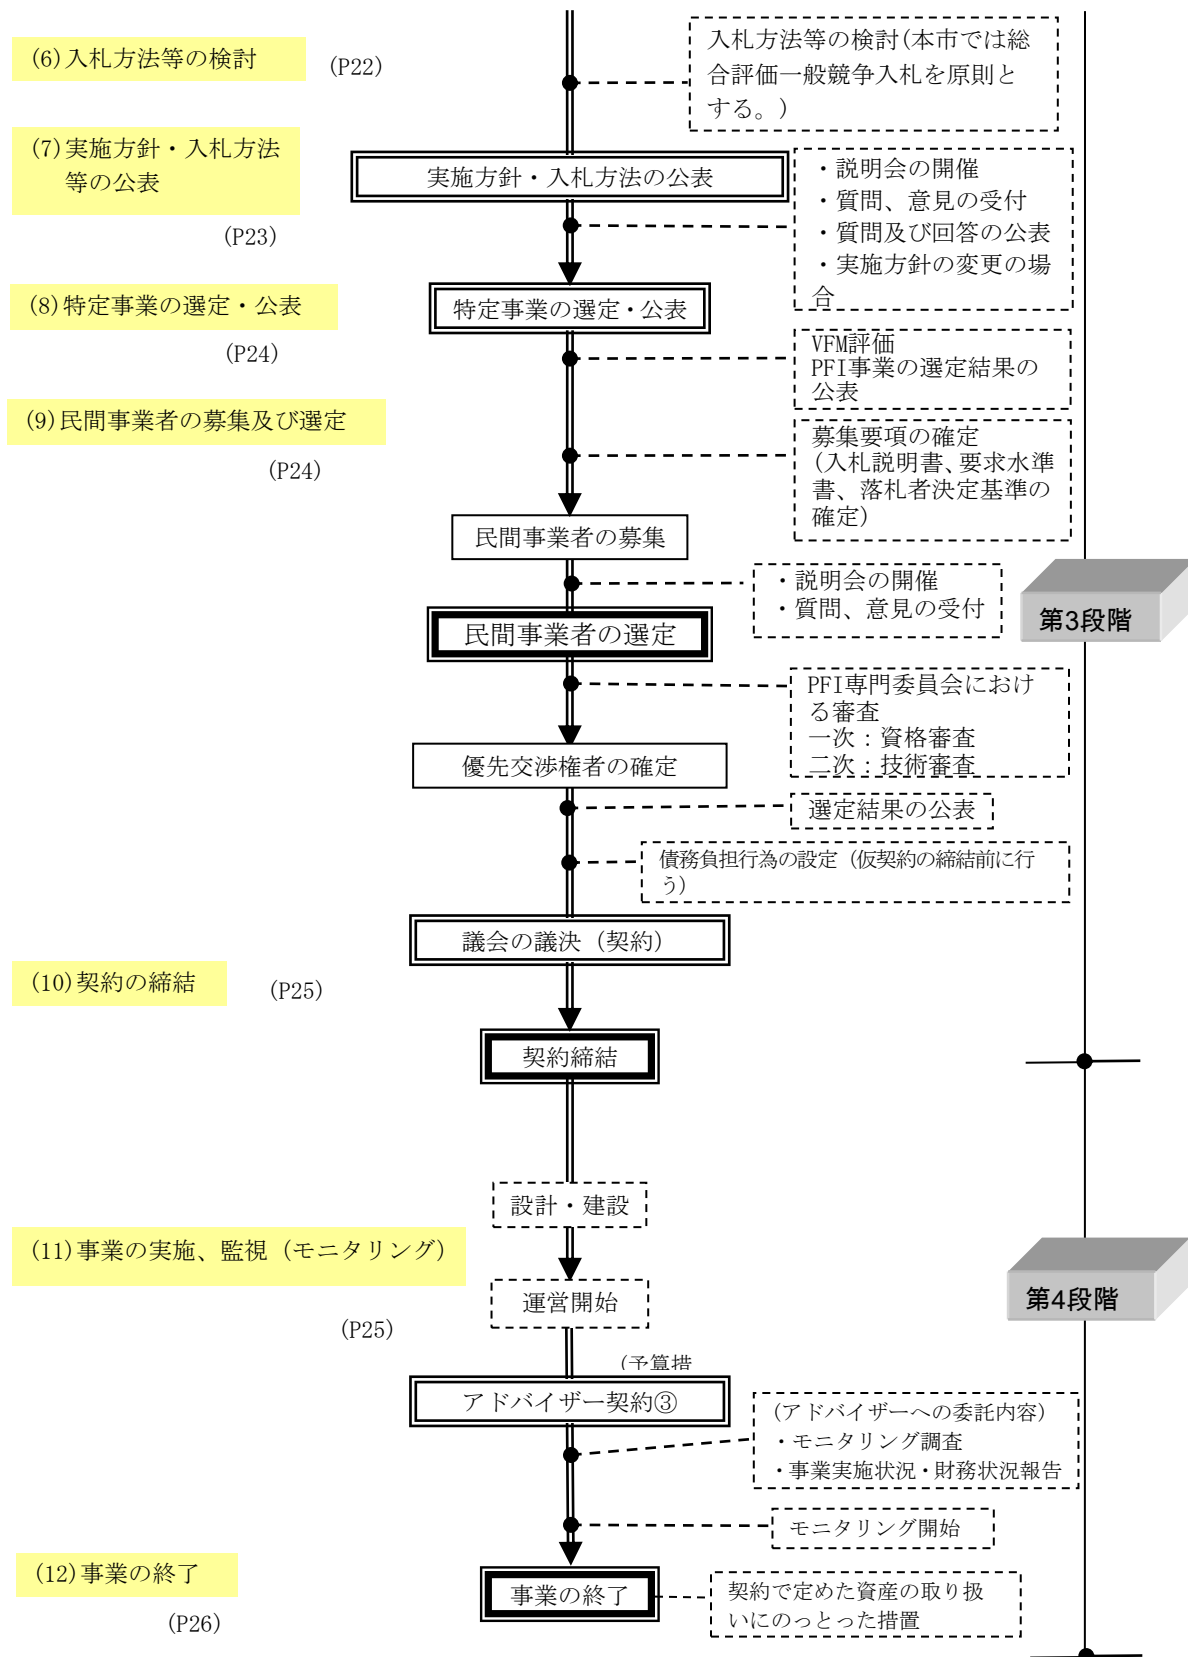 (6)入札方法等の検討
(P22)
入札方法等の検討(本市では総
合評価一般競争入札を原則と
する。)
(7)実施方針・入札方法
等の公表
(P23)
実施方針・入札方法の公表
・説明会の開催
・質問、意見の受付
・質問及び回答の公表
・実施方針の変更の場
合
(8)特定事業の選定・公表
(P24)
特定事業の選定・公表
VFM評価
PFI事業の選定結果の
公表
(9)民間事業者の募集及び選定
(P24)
募集要項の確定
(入札説明書、要求水準
書、落札者決定基準の
確定)
民間事業者の募集
・説明会の開催
・質問、意見の受付
第3段階
民間事業者の選定
PFI専門委員会におけ
る審査
一次：資格審査
二次：技術審査
優先交渉権者の確定
選定結果の公表
債務負担行為の設定（仮契約の締結前に行
う）
議会の議決（契約）
(10)契約の締結
(P25)
契約締結
設計・建設
(11)事業の実施、監視（モニタリング）
(P25)
運営開始
第4段階
(予算措
アドバイザー契約③
(アドバイザーへの委託内容)
・モニタリング調査
・事業実施状況・財務状況報告
モニタリング開始
(12)事業の終了
(P26)
事業の終了
契約で定めた資産の取り扱
いにのっとった措置